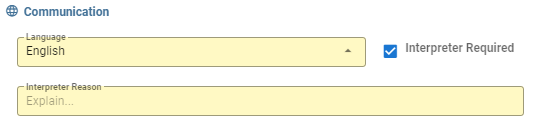 Communication
Language
English
Interpreter Required
Interpreter Reason
Explain...